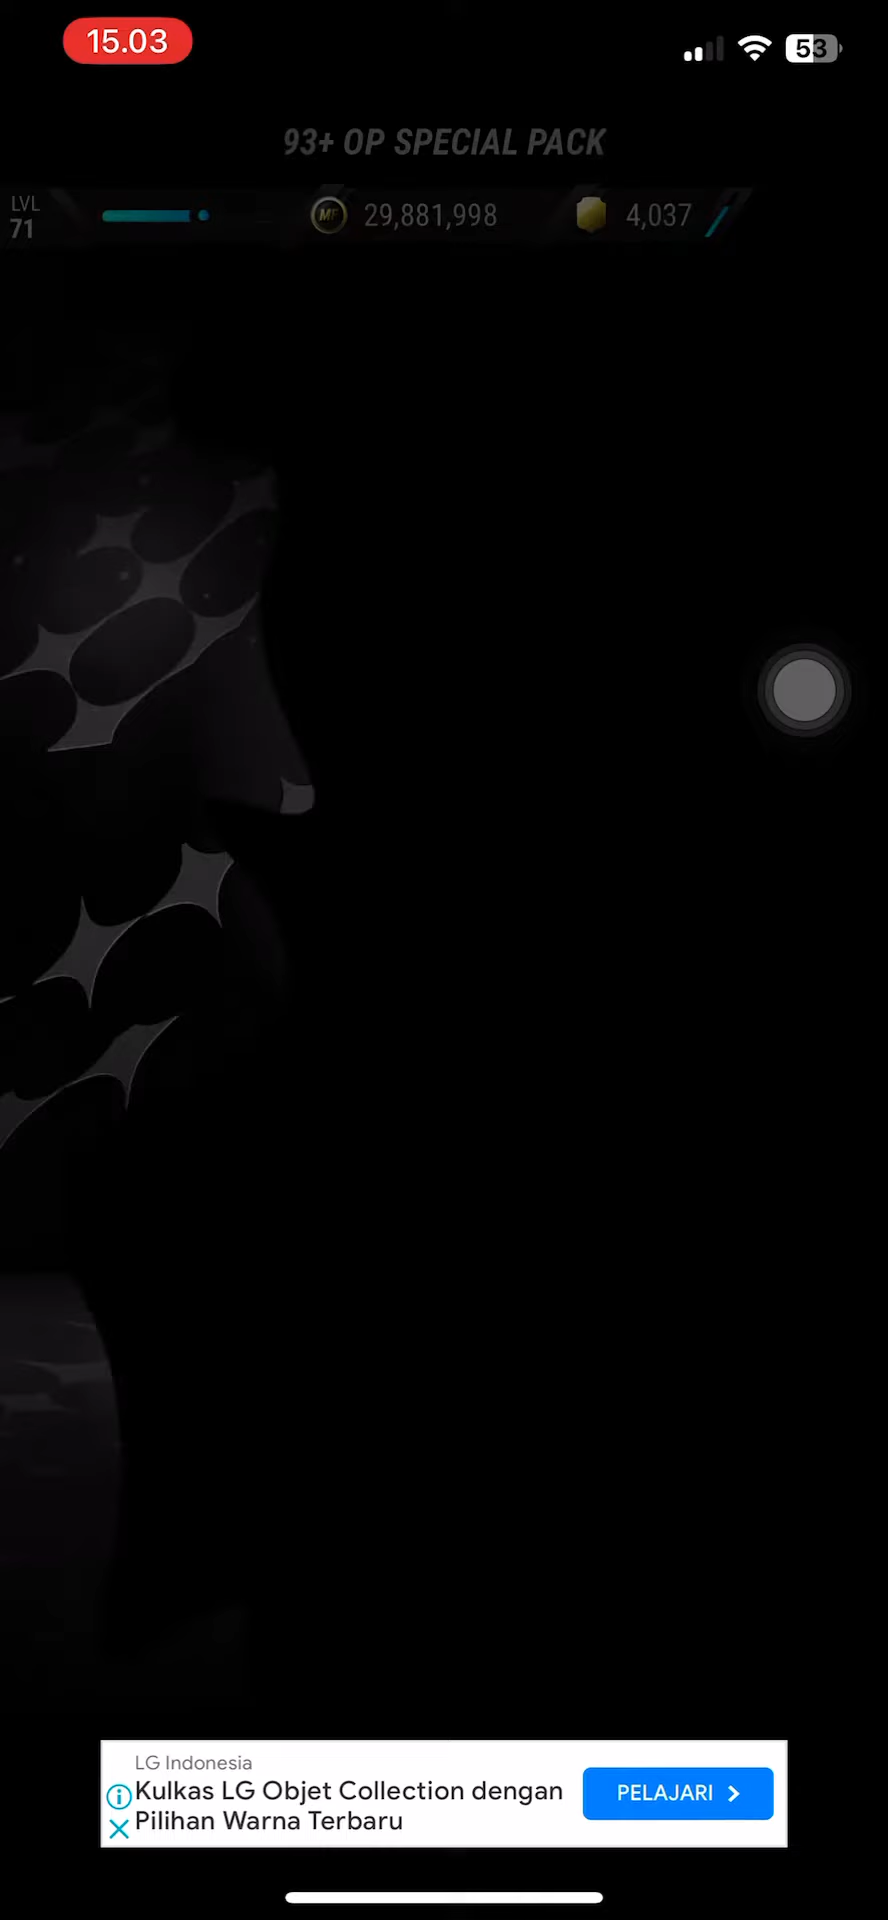 15.03
53
93+ OP SPECIAL PACK
LVL
71
MF
29,881,998
4,037
LG Indonesia
Kulkas LG Objet Collection dengan
Pilihan Warna Terbaru
PELAJARI